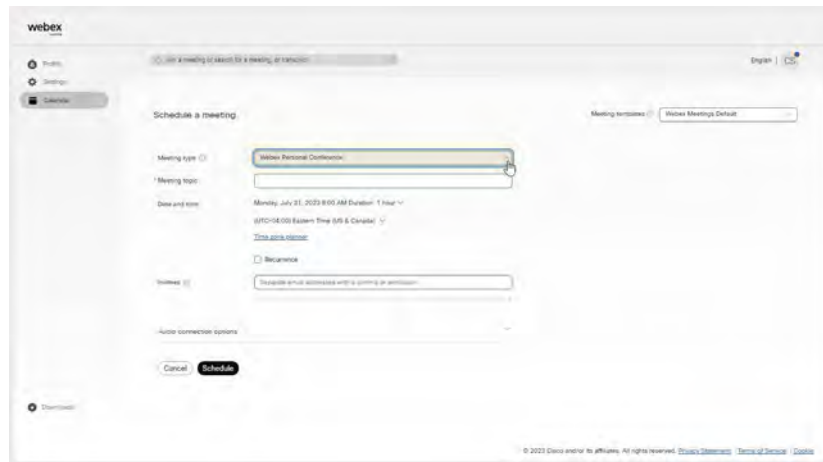 webex
Profile
Join a meeting or search for a meeting, or transcript
English | CS
Settings
Calendar
Schedule a meeting
Meeting templates Webex Meetings Default
Meeting type Webex Personal Conference
* Meeting topic
Date and time Monday, July 31, 2023 8:00 AM Duration: 1 hour
(UTC-04:00) Eastern Time (US & Canada)
Time zone planner
Recurrence
Invitees Separate email addresses with a comma or semicolon
Audio connection options
Cancel Schedule
Downloads
© 2023 Cisco and/or its affiliates. All rights reserved. Privacy Statement | Terms of Service | Cookie